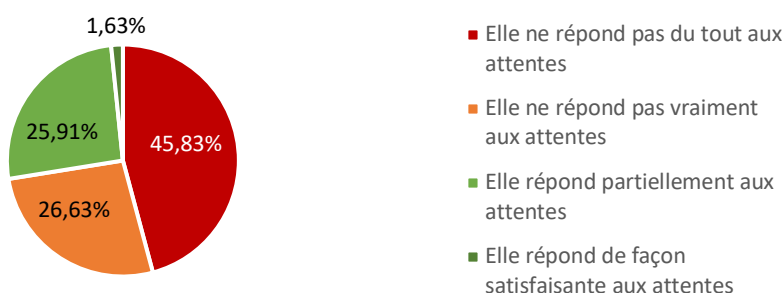 1,63%
25,91%
45,83%
26,63%
Elle ne répond pas du tout aux
attentes
Elle ne répond pas vraiment
aux attentes
Elle répond partiellement aux
attentes
Elle répond de façon
satisfaisante aux attentes